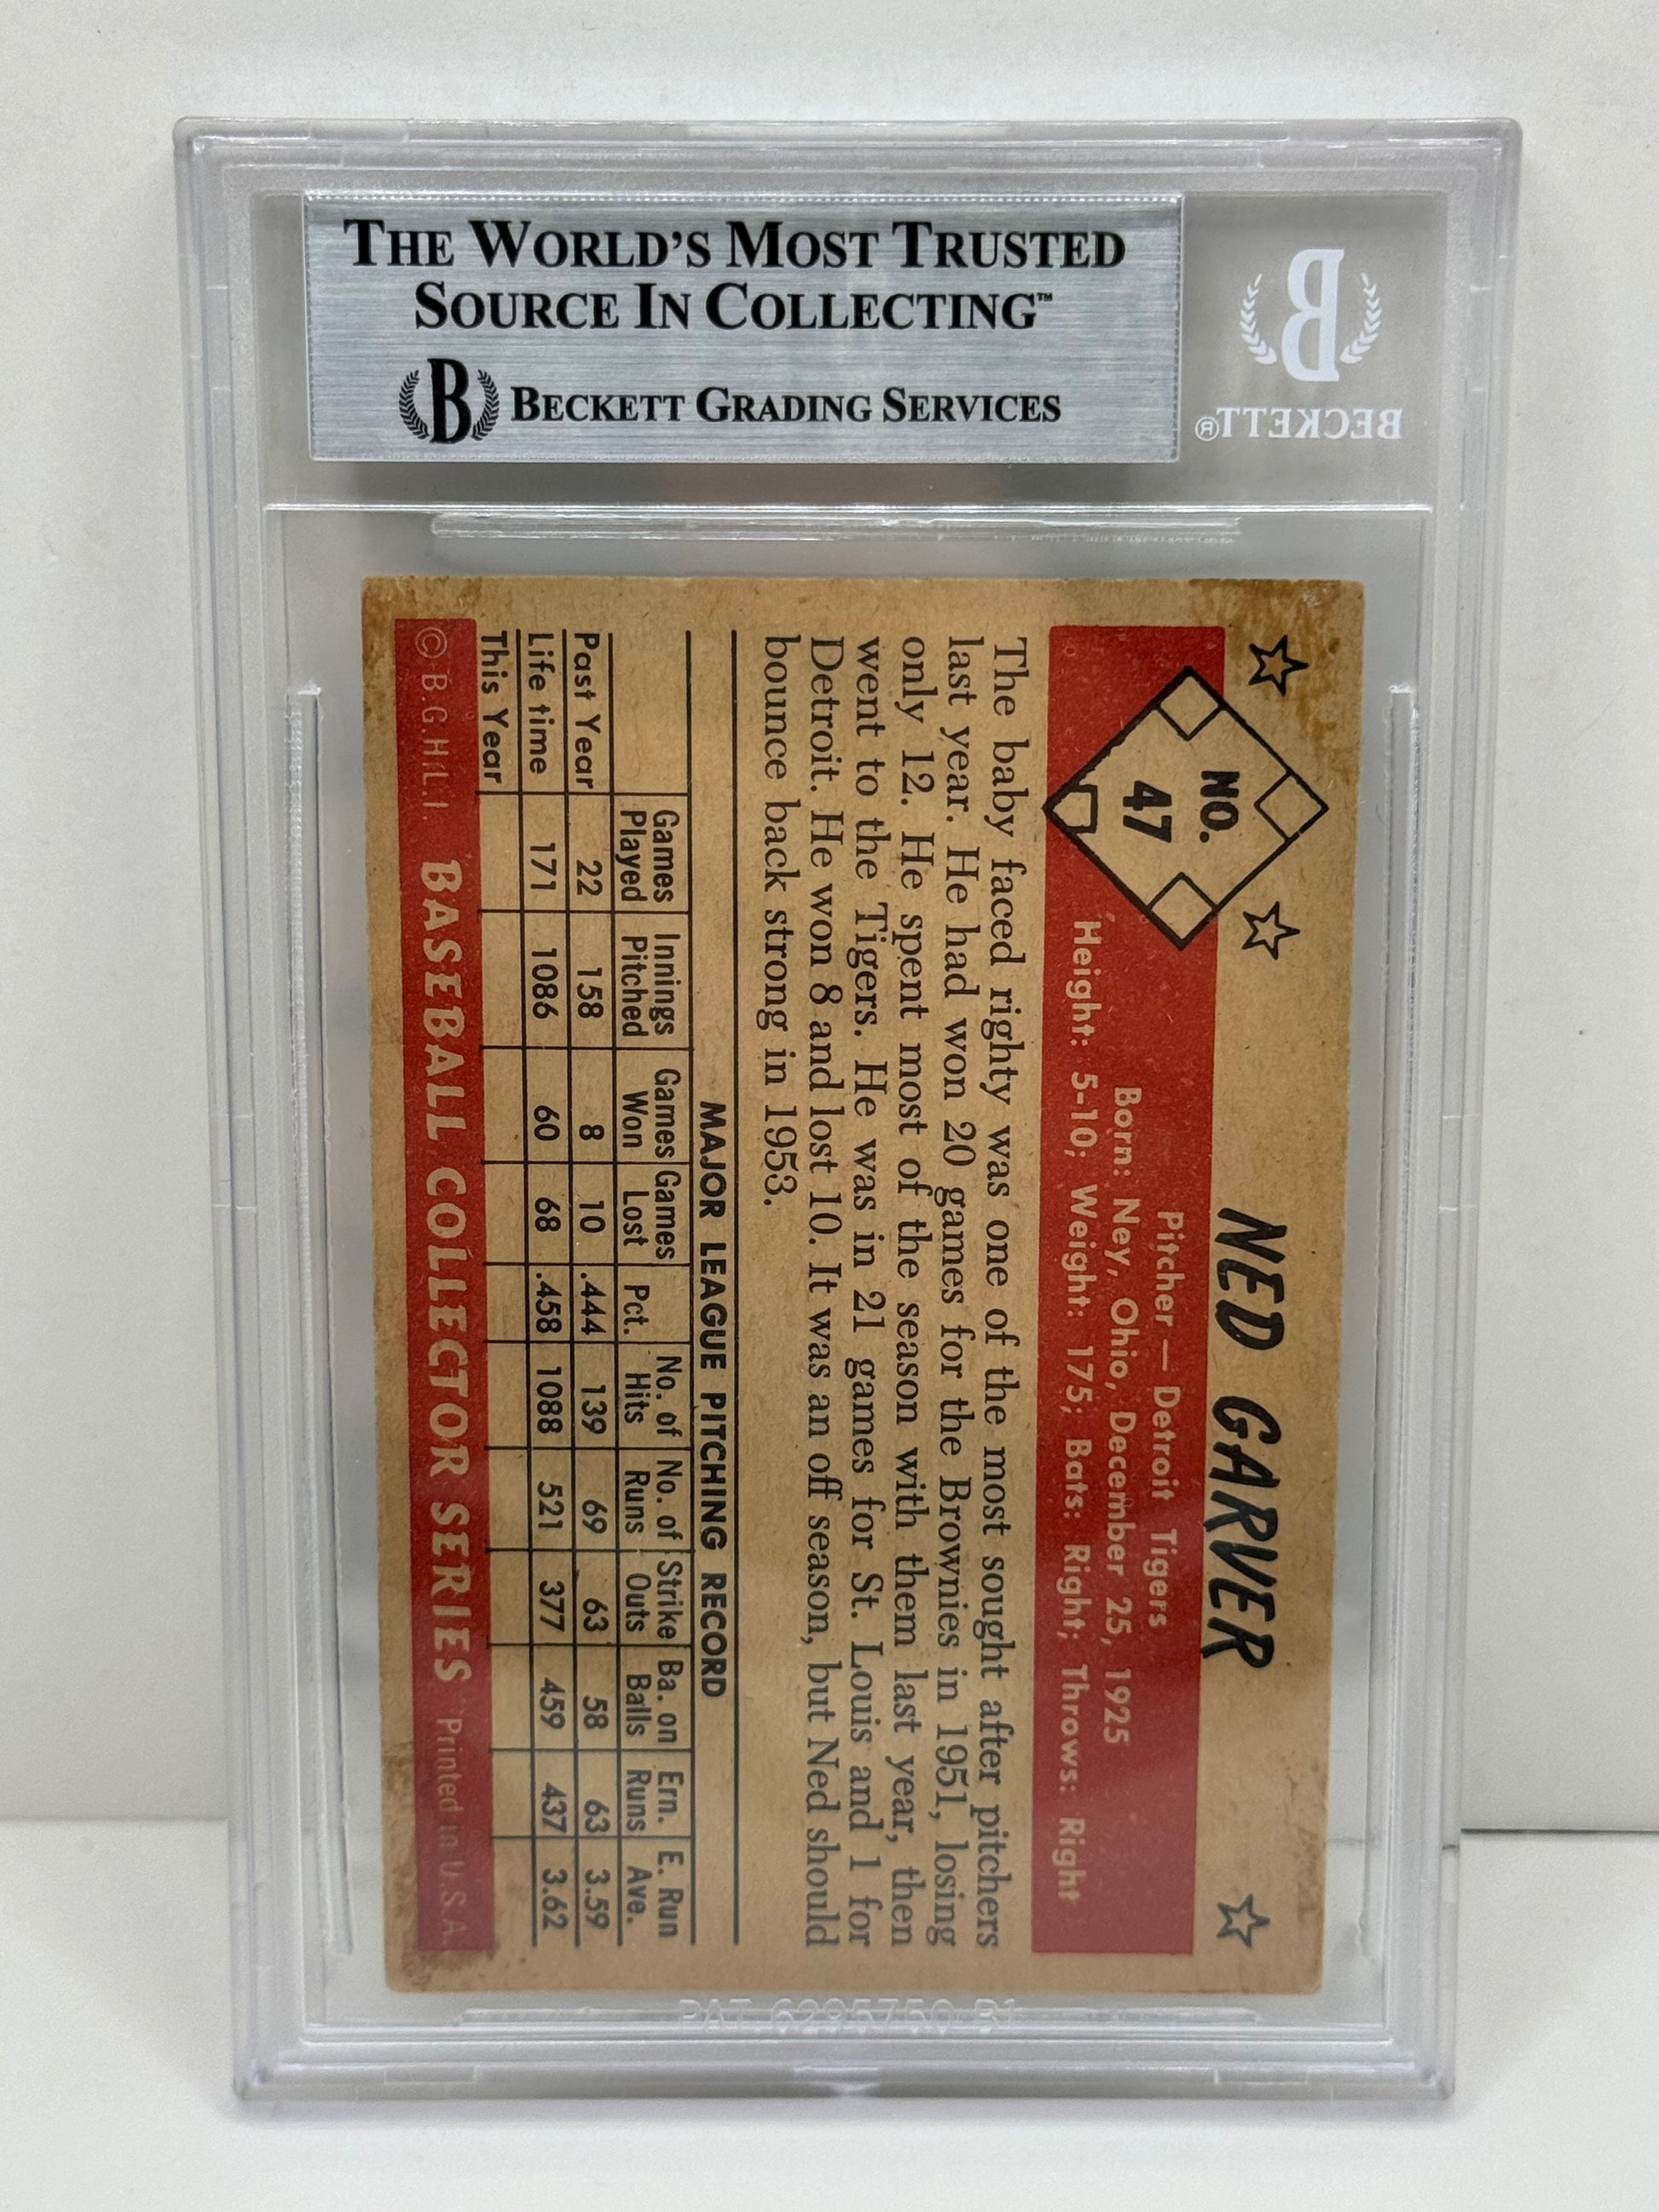 THE WORLD'S MOST TRUSTED
SOURCE IN COLLECTING™
B BECKETT GRADING SERVICES
B
BECKETT®
NO.
47
NED GARVER
Pitcher — Detroit Tigers
Born: Ney, Ohio, December 25, 1925
Height: 5-10; Weight: 175; Bats: Right; Throws: Right
The baby faced righty was one of the most sought after pitchers
last year. He had won 20 games for the Brownies in 1951, losing
only 12. He spent most of the season with them last year, then
went to the Tigers. He was in 21 games for St. Louis and 1 for
Detroit. He won 8 and lost 10. It was an off season, but Ned should
bounce back strong in 1953.
MAJOR LEAGUE PITCHING RECORD
Games Played Innings Pitched Games Won Games Lost Pct. No. of Hits No. of Runs Strike Outs Ba. on Balls Ern. Runs E. Run Ave.
Past Year 22 158 8 10 .444 139 69 63 58 63 3.59
Life time 171 1086 60 68 .458 1088 521 377 459 437 3.62
This Year
© B.G.H.L.I. BASEBALL COLLECTOR SERIES Printed in U.S.A.
PAT 6295750 B1